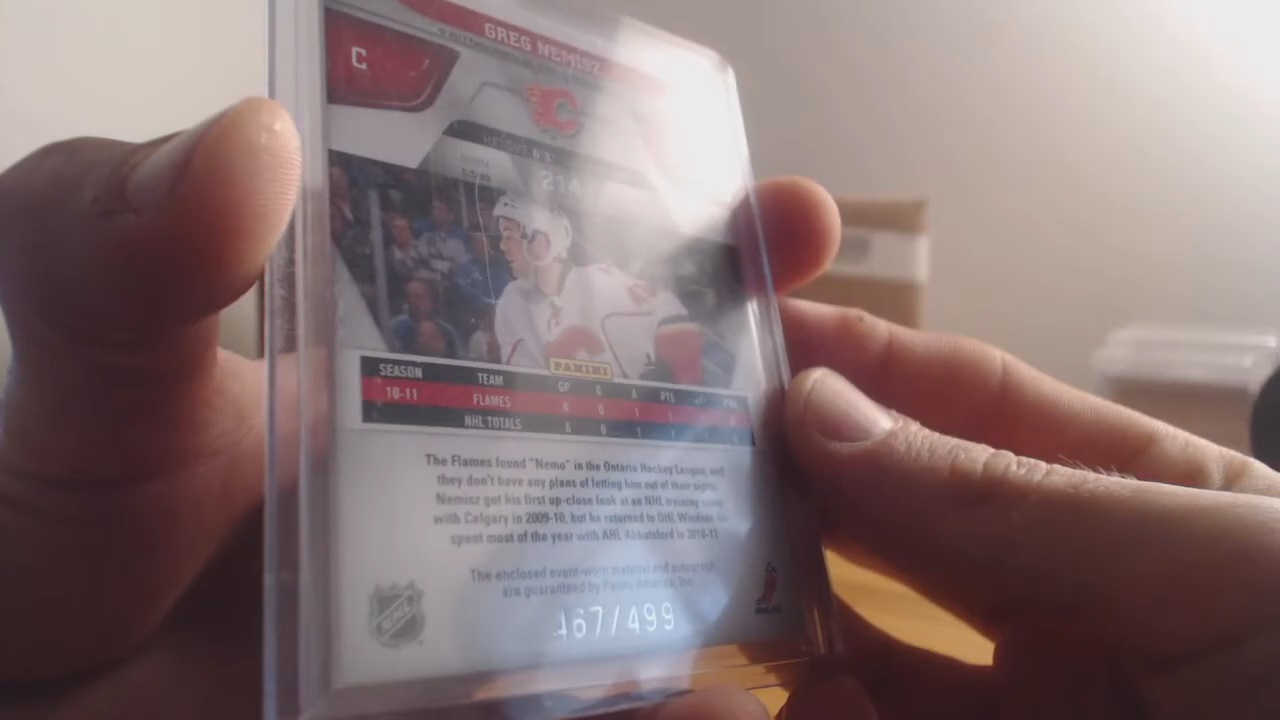 GREG NEMISZ
C
214
PANINI
SEASON TEAM GP G A PTS +/-
10-11 FLAMES 6 0 1 1
NHL TOTALS 6 0 1 1
The Flames found "Nemo" in the Ontario Hockey League, and
they don't have any plans of letting him out of their sights.
Nemisz got his first up-close look at an NHL training camp
with Calgary in 2009-10, but he returned to OHL Windsor
spent most of the year with AHL Abbotsford in 2010-11
The enclosed event-worn material and autograph
are guaranteed by Panini America, Inc.
467/499
NHL